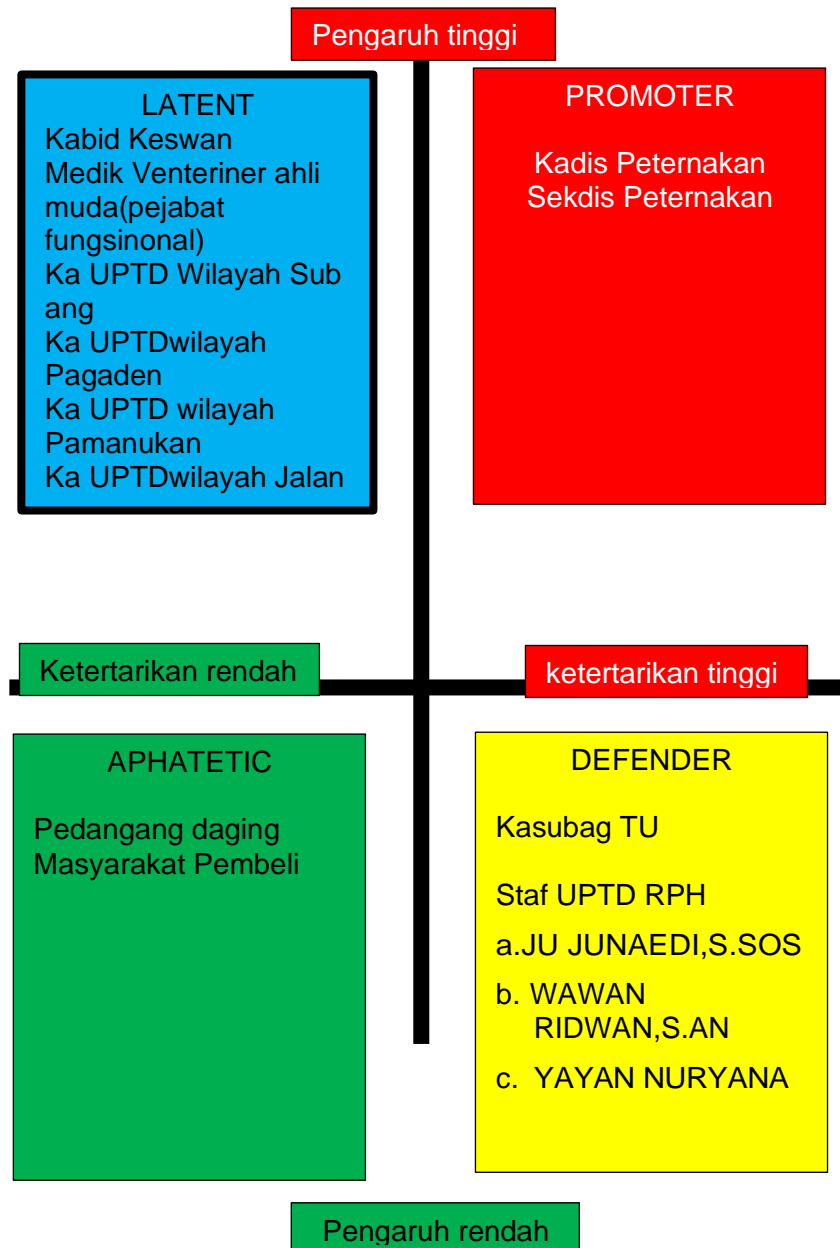 Pengaruh tinggi
LATENT
Kabid Keswan
Medik Venteriner ahli
muda(pejabat
fungsinonal)
Ka UPTD Wilayah Sub
ang
Ka UPTDwilayah
Pagaden
Ka UPTD wilayah
Pamanukan
Ka UPTDwilayah Jalan
PROMOTER
Kadis Peternakan
Sekdis Peternakan
Ketertarikan rendah
ketertarikan tinggi
APHATETIC
Pedangang daging
Masyarakat Pembeli
DEFENDER
Kasubag TU
Staf UPTD RPH
a.JU JUNAEDI,S.SOS
b. WAWAN
RIDWAN,S.AN
c. YAYAN NURYANA
Pengaruh rendah